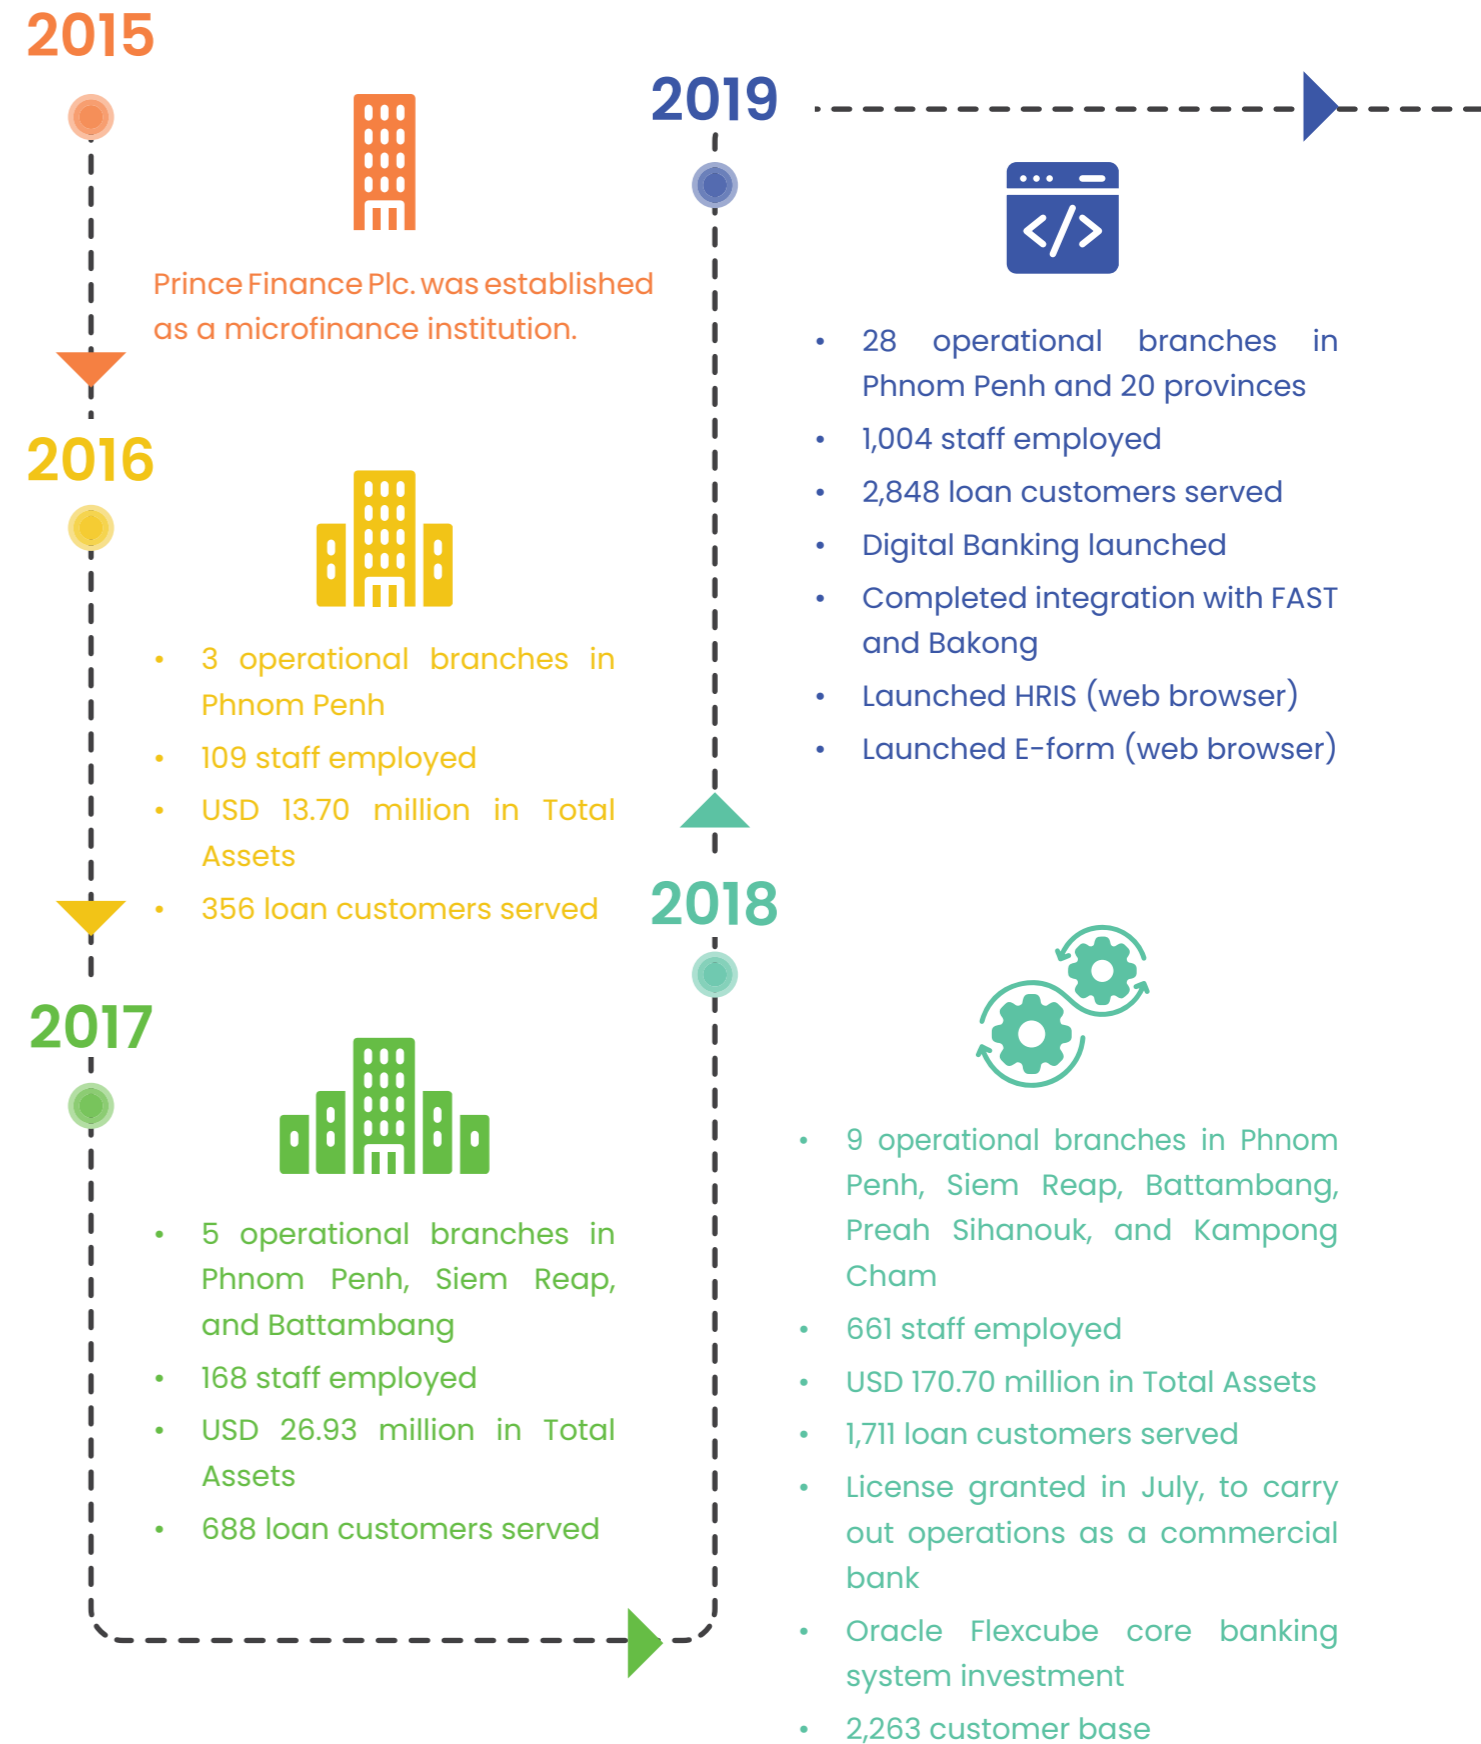 2015
Prince Finance Plc. was established
as a microfinance institution.
2016
• 3 operational branches in
Phnom Penh
• 109 staff employed
• USD 13.70 million in Total
Assets
• 356 loan customers served
2017
• 5 operational branches in
Phnom Penh, Siem Reap,
and Battambang
• 168 staff employed
• USD 26.93 million in Total
Assets
• 688 loan customers served
2018
• 9 operational branches in Phnom
Penh, Siem Reap, Battambang,
Preah Sihanouk, and Kampong
Cham
• 661 staff employed
• USD 170.70 million in Total Assets
• 1,711 loan customers served
• License granted in July, to carry
out operations as a commercial
bank
• Oracle Flexcube core banking
system investment
• 2,263 customer base
2019
• 28 operational branches in
Phnom Penh and 20 provinces
• 1,004 staff employed
• 2,848 loan customers served
• Digital Banking launched
• Completed integration with FAST
and Bakong
• Launched HRIS (web browser)
• Launched E-form (web browser)